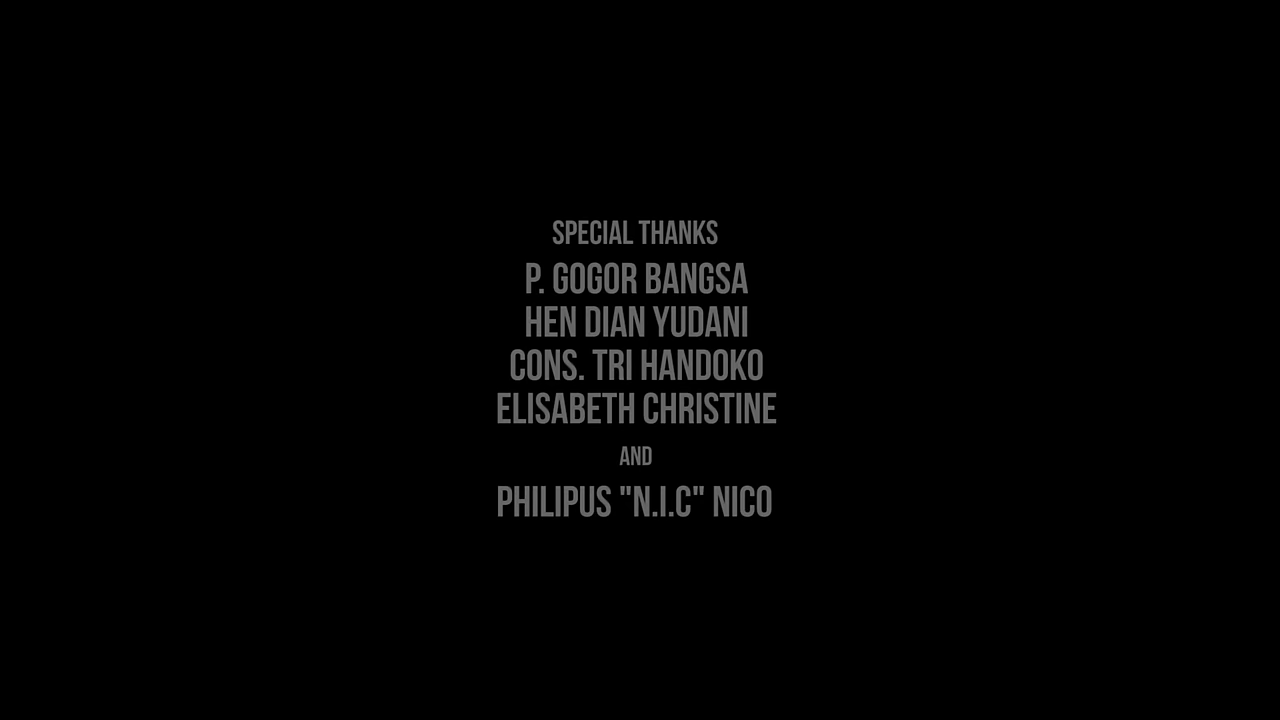 SPECIAL THANKS
P. GOGOR BANGSA
HEN DIAN YUDANI
CONS. TRI HANDOKO
ELISABETH CHRISTINE
AND
PHILIPUS "N.I.C" NICO